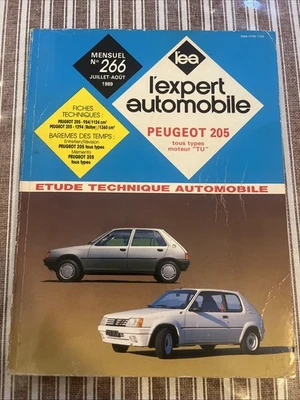 MENSUEL
N° 266
JUILLET-AOÛT
1989
l'ea
l'expert
automobile
PEUGEOT 205
tous types
moteur "TU"
FICHES
TECHNIQUES :
PEUGEOT 205 - 954/1124 cm³
PEUGEOT 205 - 1294 (Rallye)/1360 cm³
BAREMES DES TEMPS :
Entretien/Révision
PEUGEOT 205 tous types
Mémento
PEUGEOT 205
tous types
ETUDE TECHNIQUE AUTOMOBILE